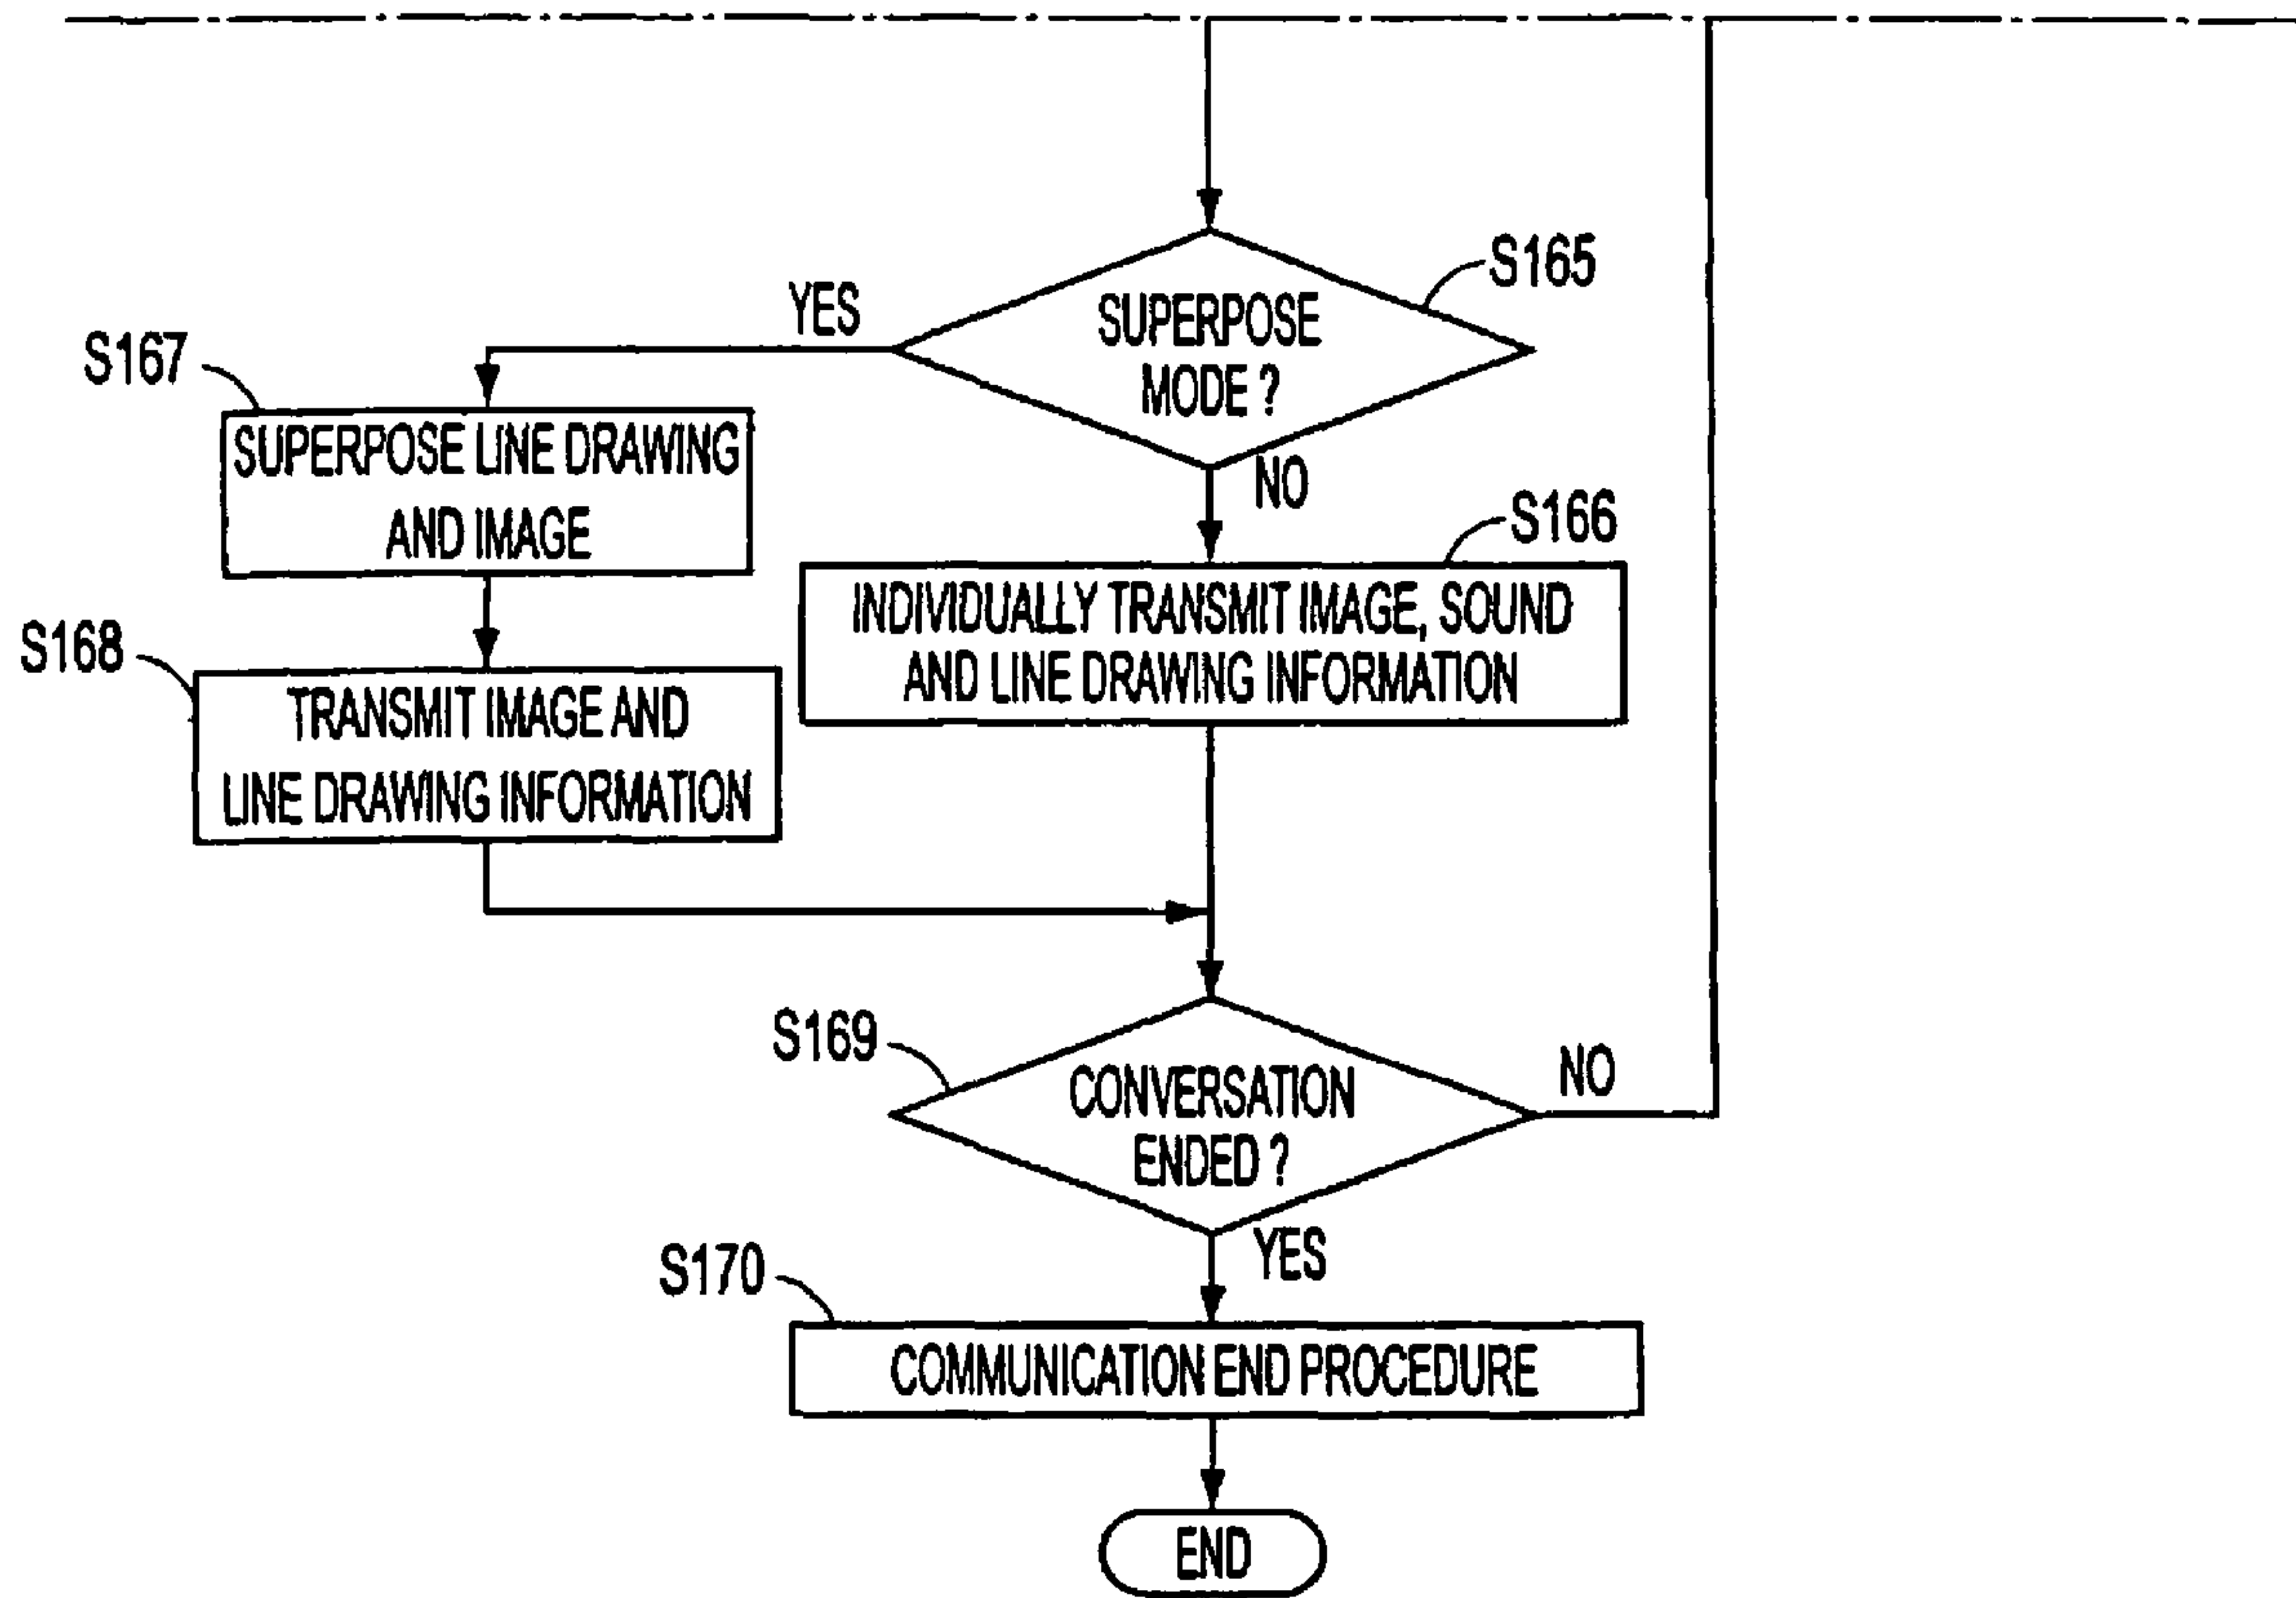 S165
SUPERPOSE
MODE ?
YES
NO
S167
SUPERPOSE LINE DRAWING
AND IMAGE
S166
INDIVIDUALLY TRANSMIT IMAGE, SOUND
AND LINE DRAWING INFORMATION
S168
TRANSMIT IMAGE AND
LINE DRAWING INFORMATION
S169
CONVERSATION
ENDED ?
NO
YES
S170
COMMUNICATION END PROCEDURE
END